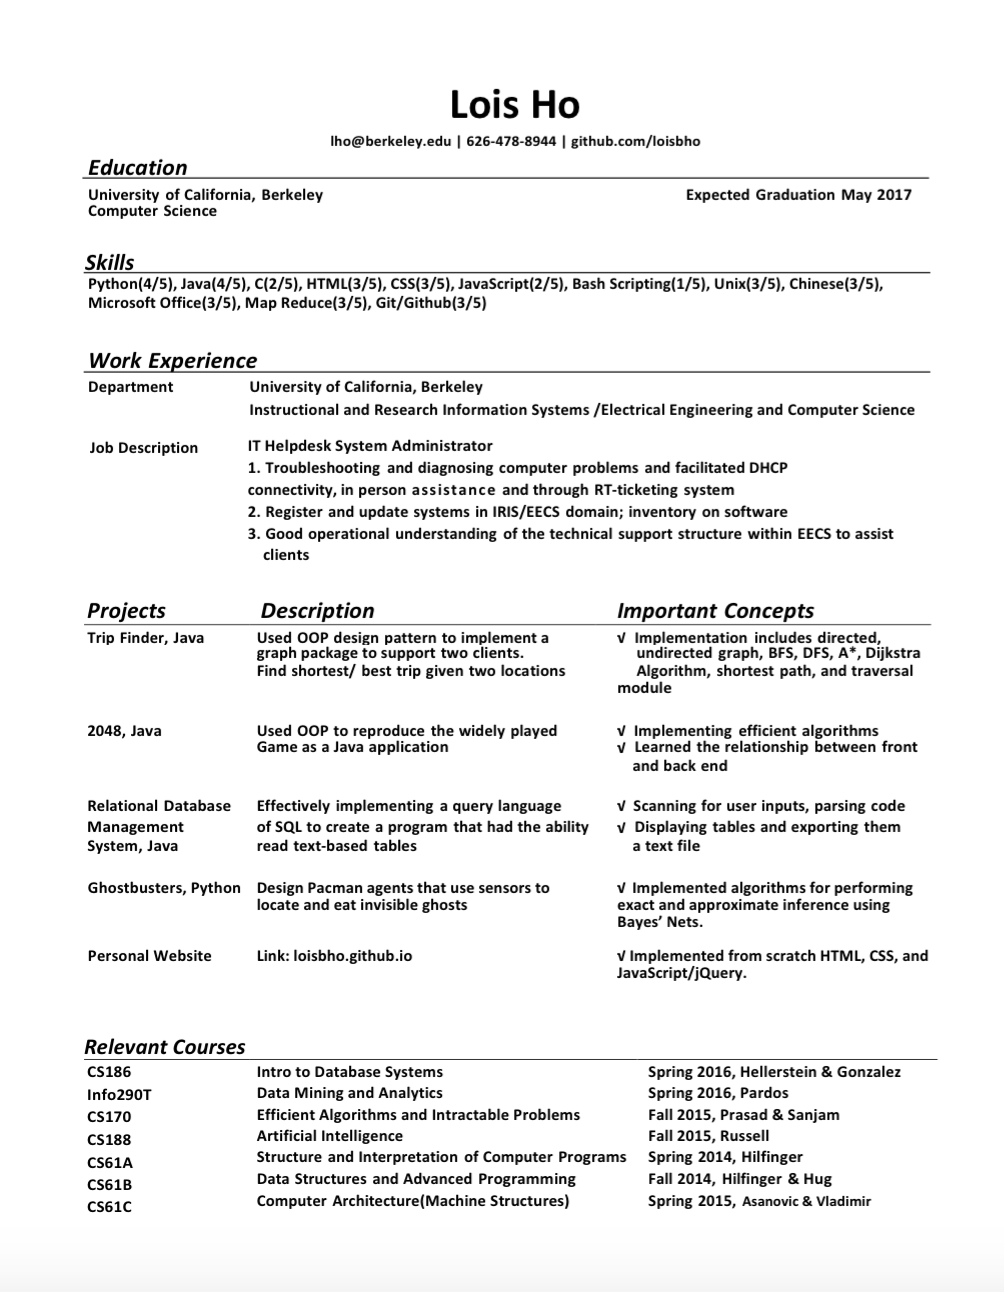 Lois Ho
lho@berkeley.edu | 626-478-8944 | github.com/loisbho
Education
University of California, Berkeley Expected Graduation May 2017
Computer Science
Skills
Python(4/5), Java(4/5), C(2/5), HTML(3/5), CSS(3/5), JavaScript(2/5), Bash Scripting(1/5), Unix(3/5), Chinese(3/5),
Microsoft Office(3/5), Map Reduce(3/5), Git/Github(3/5)
Work Experience
Department University of California, Berkeley
Instructional and Research Information Systems /Electrical Engineering and Computer Science
Job Description IT Helpdesk System Administrator
1. Troubleshooting and diagnosing computer problems and facilitated DHCP
connectivity, in person assistance and through RT-ticketing system
2. Register and update systems in IRIS/EECS domain; inventory on software
3. Good operational understanding of the technical support structure within EECS to assist
clients
Projects Description Important Concepts
Trip Finder, Java Used OOP design pattern to implement a √ Implementation includes directed,
graph package to support two clients. undirected graph, BFS, DFS, A*, Dijkstra
Find shortest/ best trip given two locations Algorithm, shortest path, and traversal
module
2048, Java Used OOP to reproduce the widely played √ Implementing efficient algorithms
Game as a Java application √ Learned the relationship between front
and back end
Relational Database Effectively implementing a query language √ Scanning for user inputs, parsing code
Management of SQL to create a program that had the ability √ Displaying tables and exporting them
System, Java read text-based tables a text file
Ghostbusters, Python Design Pacman agents that use sensors to √ Implemented algorithms for performing
locate and eat invisible ghosts exact and approximate inference using
Bayes’ Nets.
Personal Website Link: loisbho.github.io √ Implemented from scratch HTML, CSS, and
JavaScript/jQuery.
Relevant Courses
CS186 Intro to Database Systems Spring 2016, Hellerstein & Gonzalez
Info290T Data Mining and Analytics Spring 2016, Pardos
CS170 Efficient Algorithms and Intractable Problems Fall 2015, Prasad & Sanjam
CS188 Artificial Intelligence Fall 2015, Russell
CS61A Structure and Interpretation of Computer Programs Spring 2014, Hilfinger
CS61B Data Structures and Advanced Programming Fall 2014, Hilfinger & Hug
CS61C Computer Architecture(Machine Structures) Spring 2015, Asanovic & Vladimir